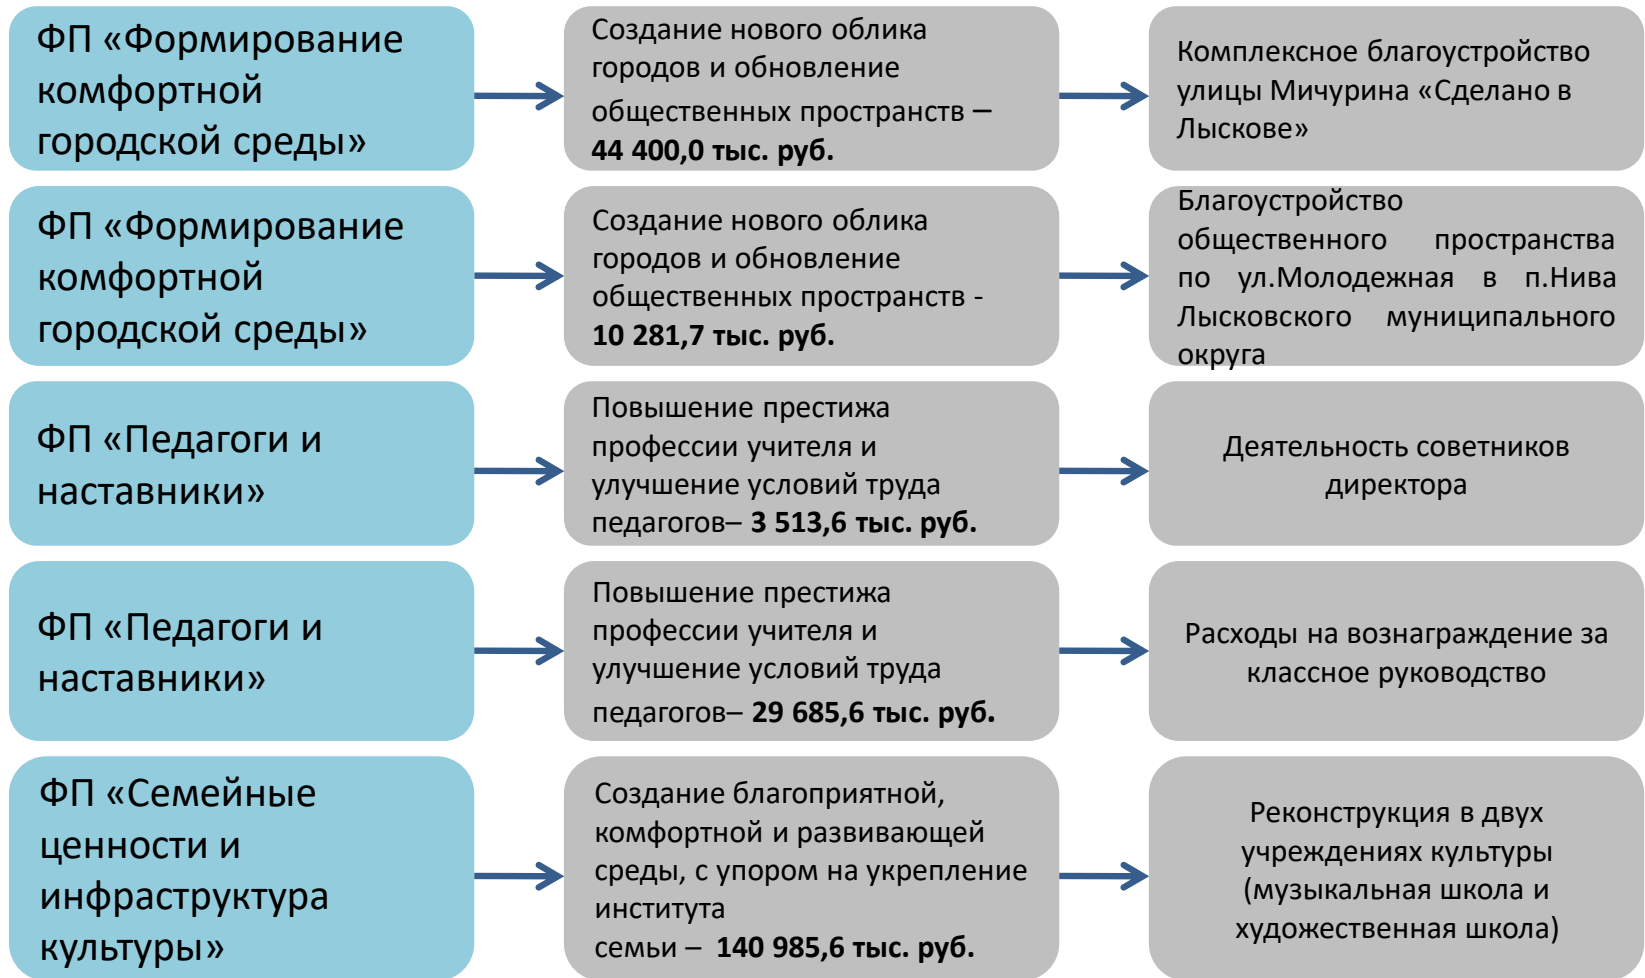 ФП «Формирование
комфортной
городской среды»
Создание нового облика
городов и обновление
общественных пространств –
44 400,0 тыс. руб.
Комплексное благоустройство
улицы Мичурина «Сделано в
Лыскове»
ФП «Формирование
комфортной
городской среды»
Создание нового облика
городов и обновление
общественных пространств -
10 281,7 тыс. руб.
Благоустройство
общественного пространства
по ул.Молодежная в п.Нива
Лысковского муниципального
округа
ФП «Педагоги и
наставники»
Повышение престижа
профессии учителя и
улучшение условий труда
педагогов– 3 513,6 тыс. руб.
Деятельность советников
директора
ФП «Педагоги и
наставники»
Повышение престижа
профессии учителя и
улучшение условий труда
педагогов– 29 685,6 тыс. руб.
Расходы на вознаграждение за
классное руководство
ФП «Семейные
ценности и
инфраструктура
культуры»
Создание благоприятной,
комфортной и развивающей
среды, с упором на укрепление
института
семьи – 140 985,6 тыс. руб.
Реконструкция в двух
учреждениях культуры
(музыкальная школа и
художественная школа)